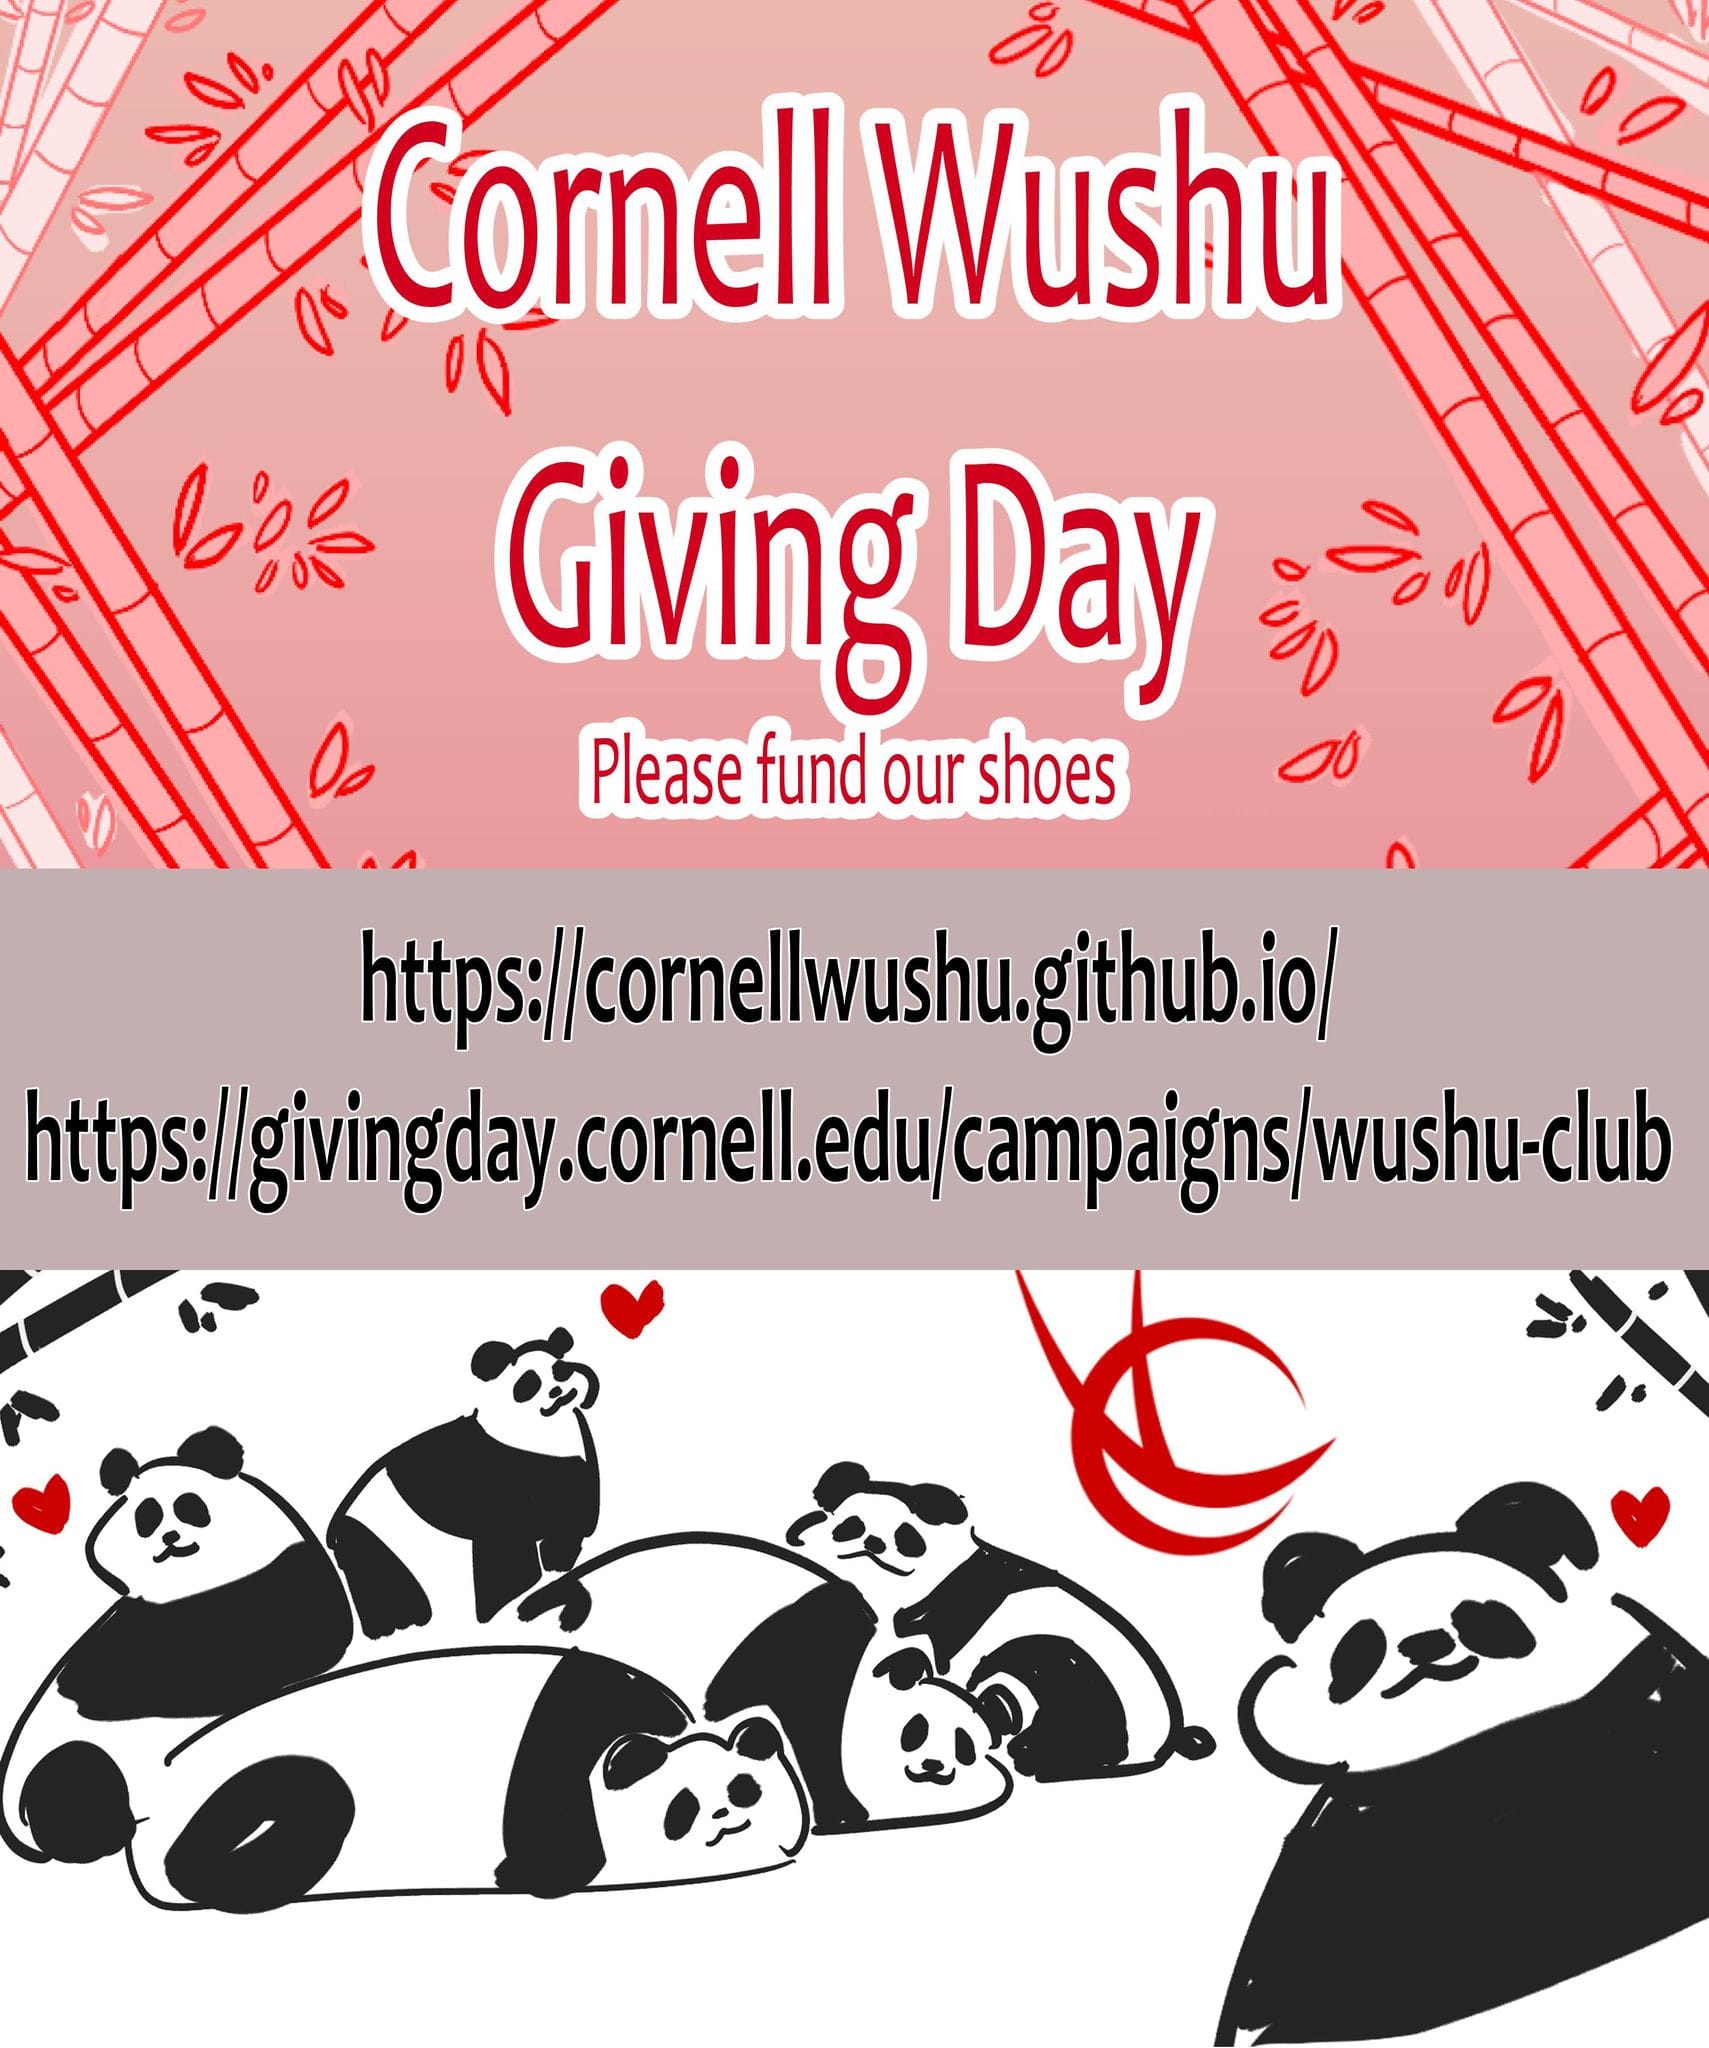 Cornell Wushu
Giving Day
Please fund our shoes
https://cornellwushu.github.io/
https://givingday.cornell.edu/campaigns/wushu-club